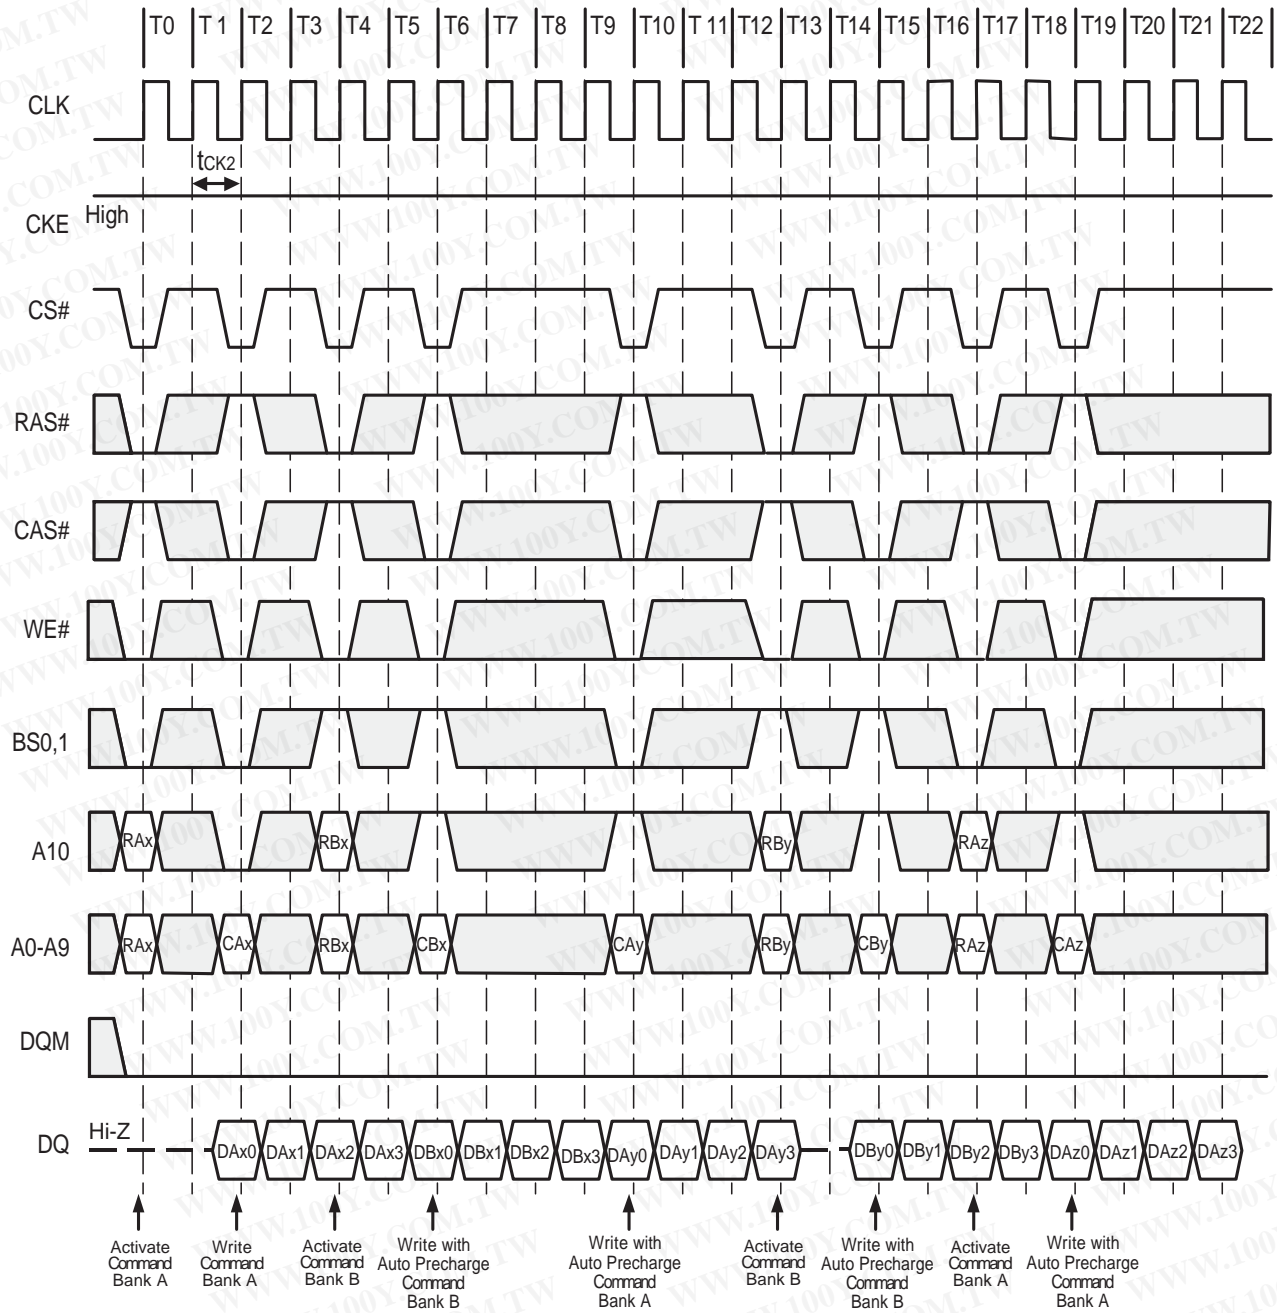 T0 T 1 T2 T3 T4 T5 T6 T7 T8 T9 T10 T 11 T12 T13 T14 T15 T16 T17 T18 T19 T20 T21 T22
CLK
tCK2
CKE High
CS#
RAS#
CAS#
WE#
BS0,1
A10 RAx RBx RBy RAz
A0-A9 RAx CAx RBx CBx CAy RBy CBy RAz CAz
DQM
DQ Hi-Z DAx0 DAx1 DAx2 DAx3 DBx0 DBx1 DBx2 DBx3 DAy0 DAy1 DAy2 DAy3 DBy0 DBy1 DBy2 DBy3 DAz0 DAz1 DAz2 DAz3
Activate
Command
Bank A
Write
Command
Bank A
Activate
Command
Bank B
Write with
Auto Precharge
Command
Bank B
Write with
Auto Precharge
Command
Bank A
Activate
Command
Bank B
Write with
Auto Precharge
Command
Bank B
Activate
Command
Bank A
Write with
Auto Precharge
Command
Bank A
WWW.100Y.COM.TW